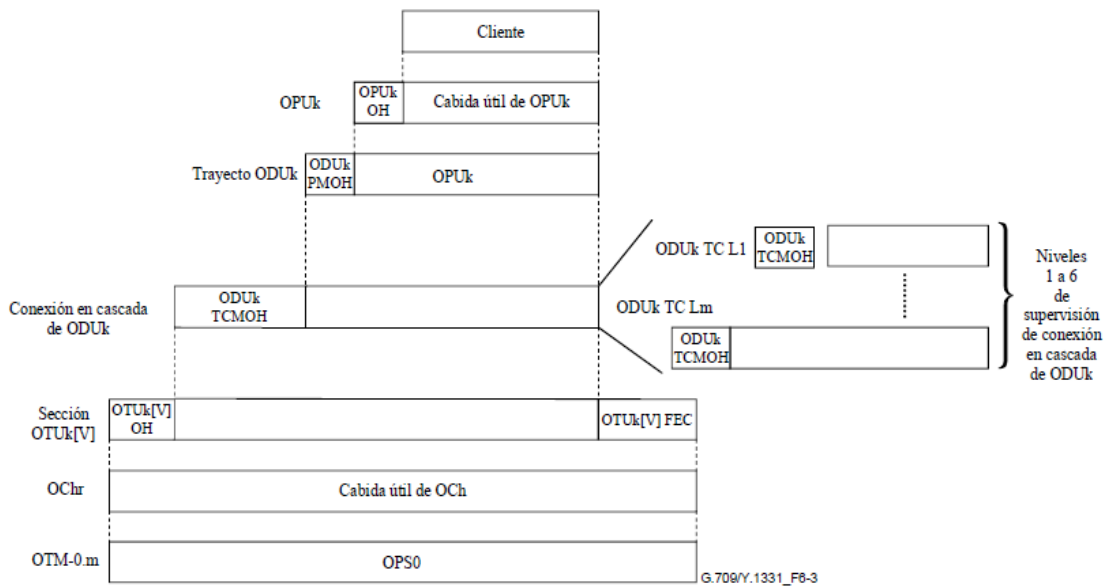 Cliente
OPUk
OPUk
OH
Cabida útil de OPUk
Trayecto ODUk
ODUk
PMOH
OPUk
ODUk TC L1
ODUk
TCMOH
Conexión en cascada
de ODUk
ODUk
TCMOH
ODUk TC Lm
ODUk
TCMOH
Niveles
1 a 6
de
supervisión
de conexión
en cascada
de ODUk
Sección
OTUk[V]
OTUk[V]
OH
OTUk[V] FEC
OChr
Cabida útil de OCh
OTM-0.m
OPS0
G.709/Y.1331_F6-3